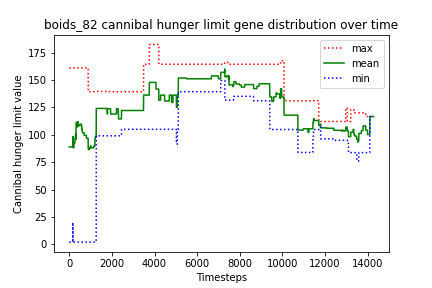 boids_82 cannibal hunger limit gene distribution over time
Cannibal hunger limit value
175
150
125
100
75
50
25
0
max
mean
min
0 2000 4000 6000 8000 10000 12000 14000
Timesteps